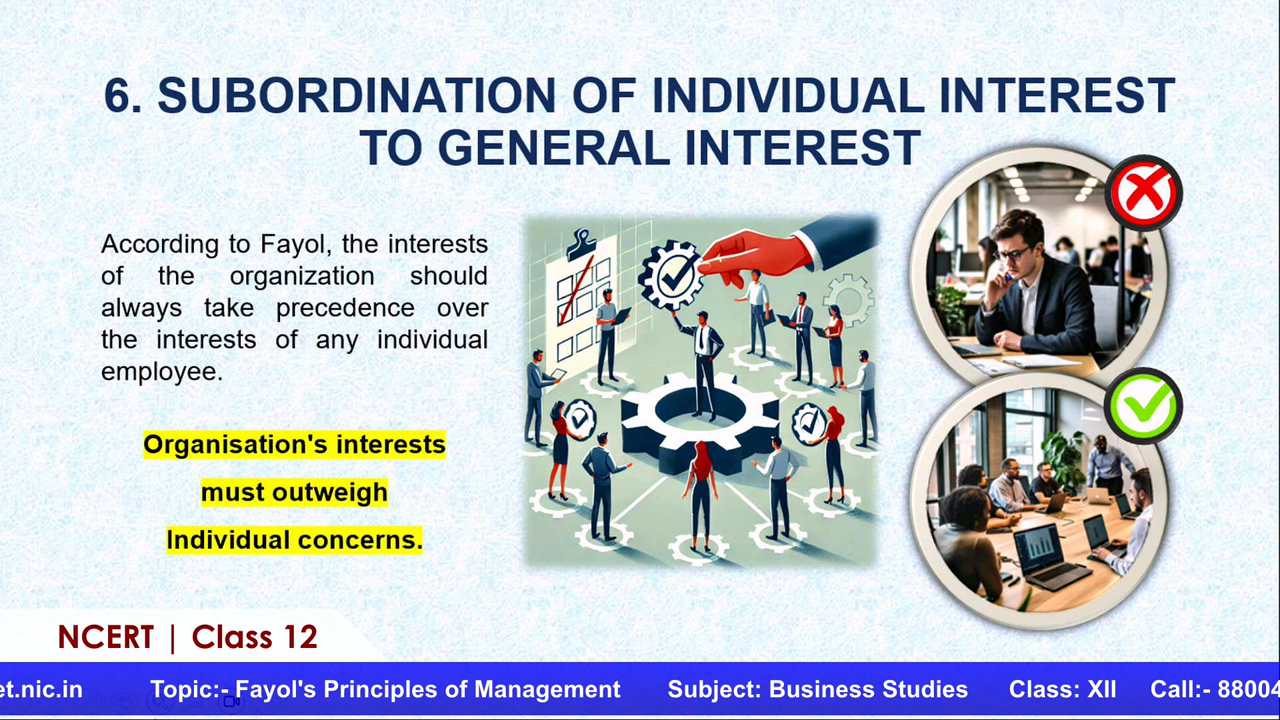 6. SUBORDINATION OF INDIVIDUAL INTEREST
TO GENERAL INTEREST
According to Fayol, the interests
of the organization should
always take precedence over
the interests of any individual
employee.
Organisation's interests
must outweigh
Individual concerns.
NCERT | Class 12
et.nic.in Topic:- Fayol's Principles of Management Subject: Business Studies Class: XII Call:- 88004